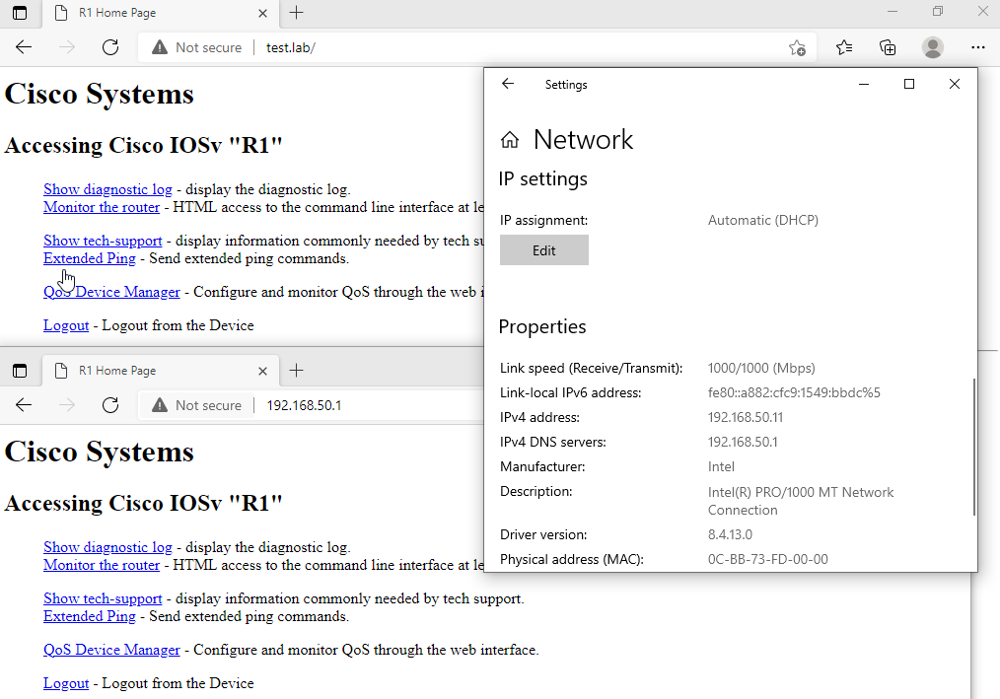 R1 Home Page
Not secure | test.lab/
Cisco Systems
Accessing Cisco IOSv "R1"
Show diagnostic log - display the diagnostic log.
Monitor the router - HTML access to the command line interface at le
Show tech-support - display information commonly needed by tech su
Extended Ping - Send extended ping commands.
QoS Device Manager - Configure and monitor QoS through the web i
Logout - Logout from the Device
Settings
Network
IP settings
IP assignment: Automatic (DHCP)
Edit
Properties
Link speed (Receive/Transmit): 1000/1000 (Mbps)
Link-local IPv6 address: fe80::a882:cfc9:1549:bbdc%5
IPv4 address: 192.168.50.11
IPv4 DNS servers: 192.168.50.1
Manufacturer: Intel
Description: Intel(R) PRO/1000 MT Network
Connection
Driver version: 8.4.13.0
Physical address (MAC): 0C-BB-73-FD-00-00
R1 Home Page
Not secure | 192.168.50.1
Cisco Systems
Accessing Cisco IOSv "R1"
Show diagnostic log - display the diagnostic log.
Monitor the router - HTML access to the command line interface at le
Show tech-support - display information commonly needed by tech support.
Extended Ping - Send extended ping commands.
QoS Device Manager - Configure and monitor QoS through the web interface.
Logout - Logout from the Device